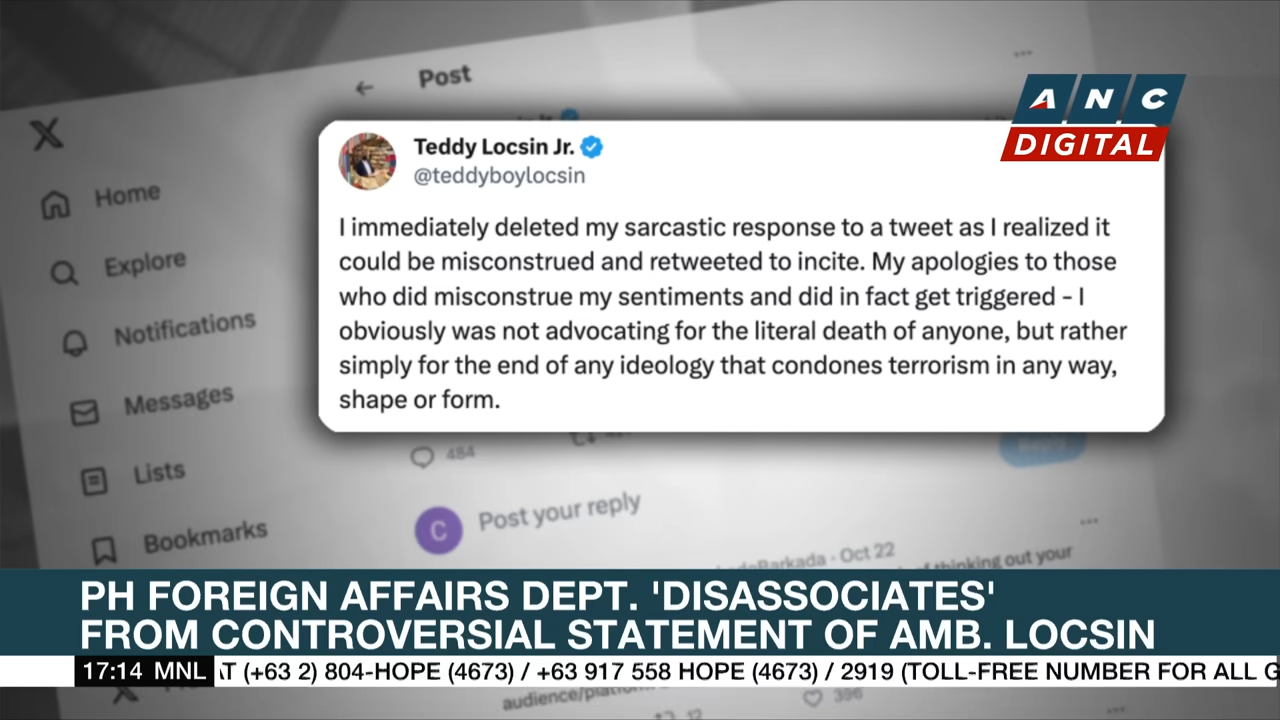 Post
Home
Explore
Notifications
Messages
Lists
Bookmarks
ANC
DIGITAL
Teddy Locsin Jr.
@teddyboylocsin
I immediately deleted my sarcastic response to a tweet as I realized it
could be misconstrued and retweeted to incite. My apologies to those
who did misconstrue my sentiments and did in fact get triggered - I
obviously was not advocating for the literal death of anyone, but rather
simply for the end of any ideology that condones terrorism in any way,
shape or form.
484
C
Post your reply
Oct 22
of thinking out your
PH FOREIGN AFFAIRS DEPT. 'DISASSOCIATES'
FROM CONTROVERSIAL STATEMENT OF AMB. LOCSIN
17:14 MNL
(+63 2) 804-HOPE (4673) / +63 917 558 HOPE (4673) / 2919 (TOLL-FREE NUMBER FOR ALL G
12
396